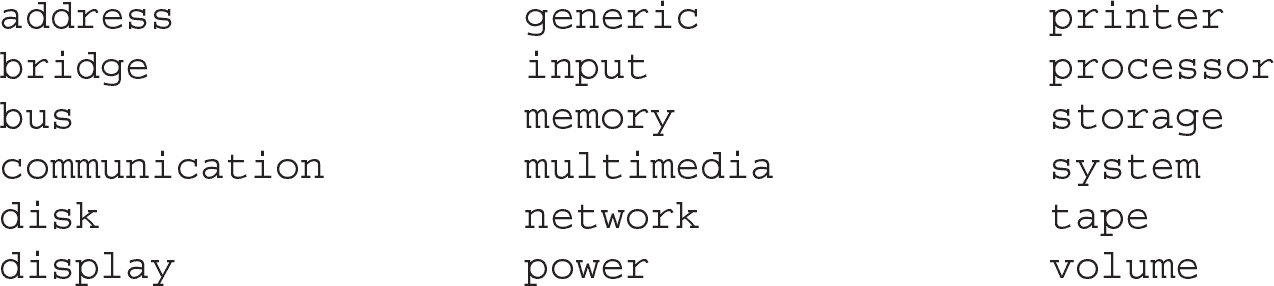 address generic printer
bridge input processor
bus memory storage
communication multimedia system
disk network tape
display power volume